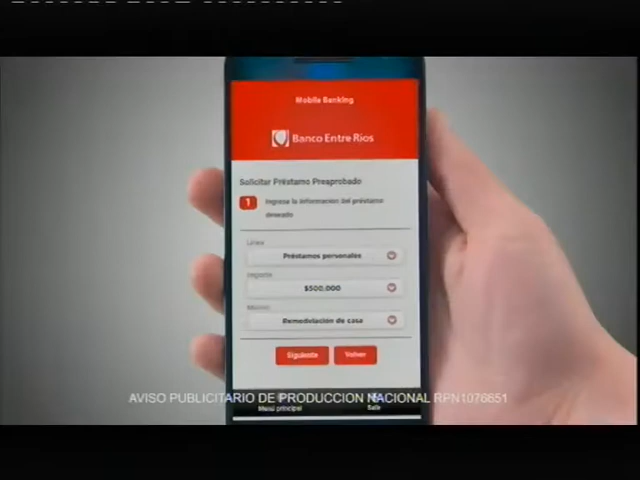 Mobile Banking
Banco Entre Ríos
Solicitar Préstamo Preaprobado
1 Ingrese la información del préstamo
deseado
Línea
Préstamos personales
Importe
$500.000
Motivo
Remodelación de casa
Siguiente Volver
AVISO PUBLICITARIO DE PRODUCCION NACIONAL RPN1076651
Menú principal Salir